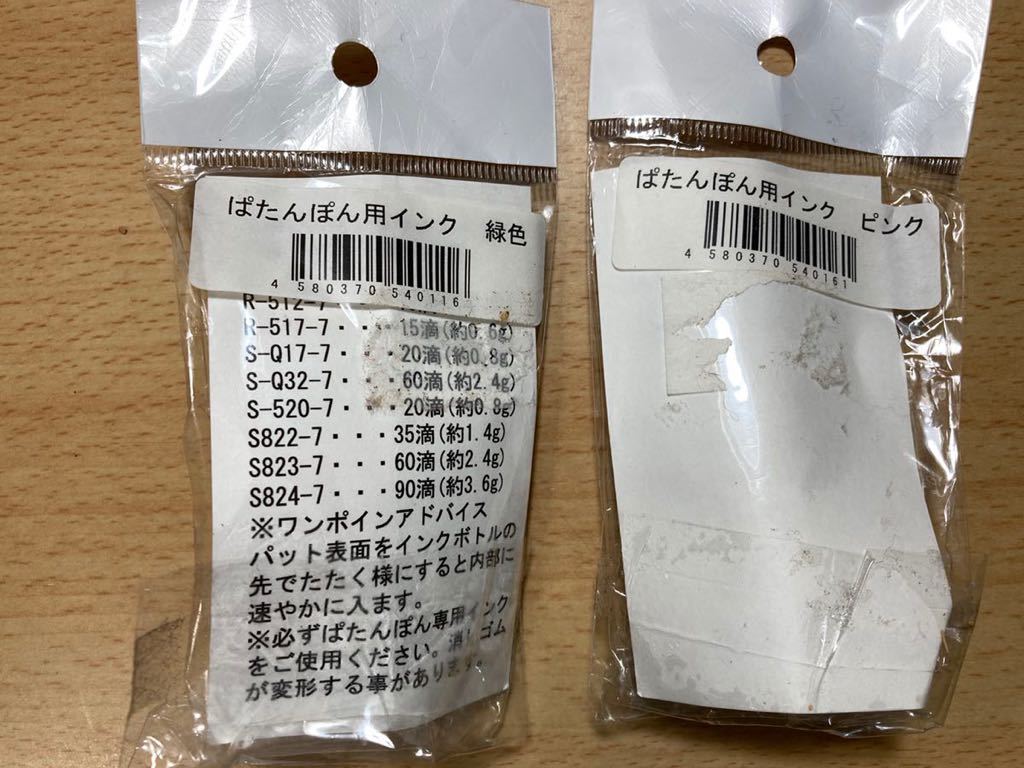 ぱたんぽん用インク 緑色
4 580370 540116
R-512-7
R-517-7・・・・15滴(約0.6g)
S-Q17-7・・・20滴(約0.8g)
S-Q32-7・・・60滴(約2.4g)
S-520-7・・・20滴(約0.8g)
S822-7・・・35滴(約1.4g)
S823-7・・・60滴(約2.4g)
S824-7・・・90滴(約3.6g)
※ワンポインアドバイス
パット表面をインクボトルの
先でたたく様にすると内部に
速やかに入ます。
※必ずぱたんぽん専用インク
をご使用ください。消しゴム
が変形する事があります。
ぱたんぽん用インク ピンク
4 580370 540161